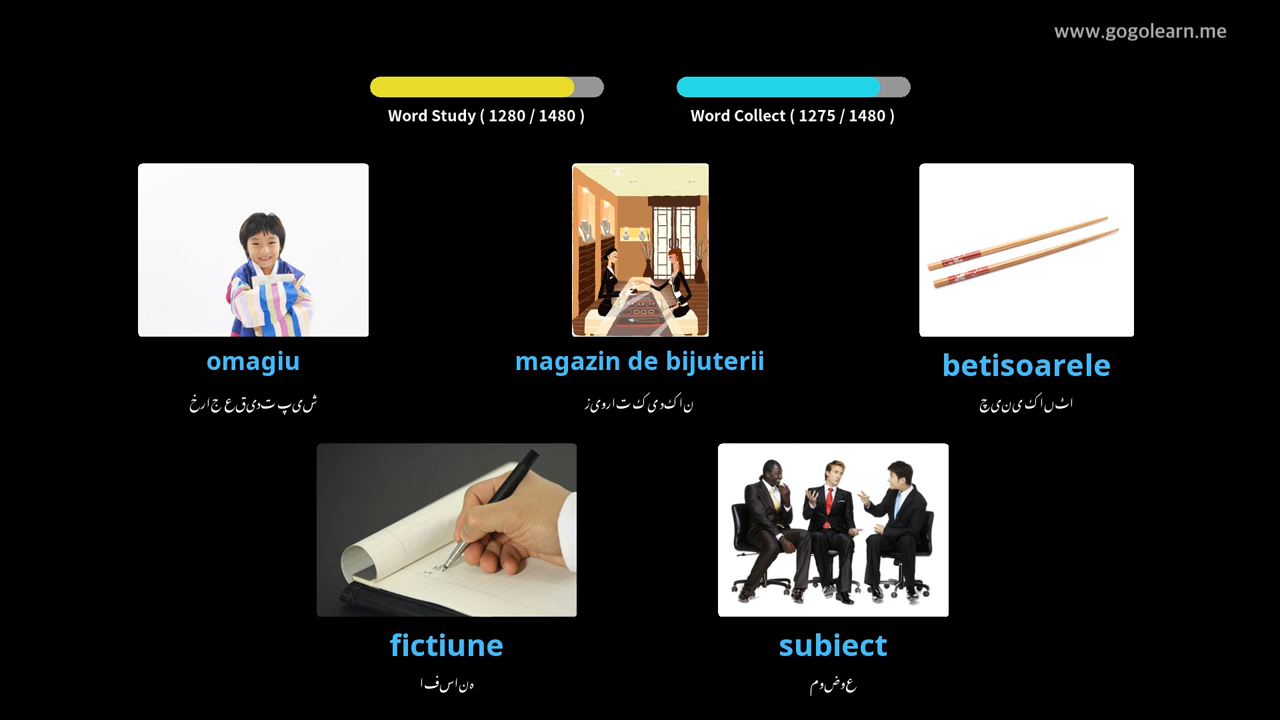 www.gogolearn.me
Word Study ( 1280 / 1480 )
Word Collect ( 1275 / 1480 )
omagiu
خراج عقیدت پیش
magazin de bijuterii
زیورات کی دکان
betisoarele
چینی کاںٹا
fictiune
افسانہ
subiect
موضوع